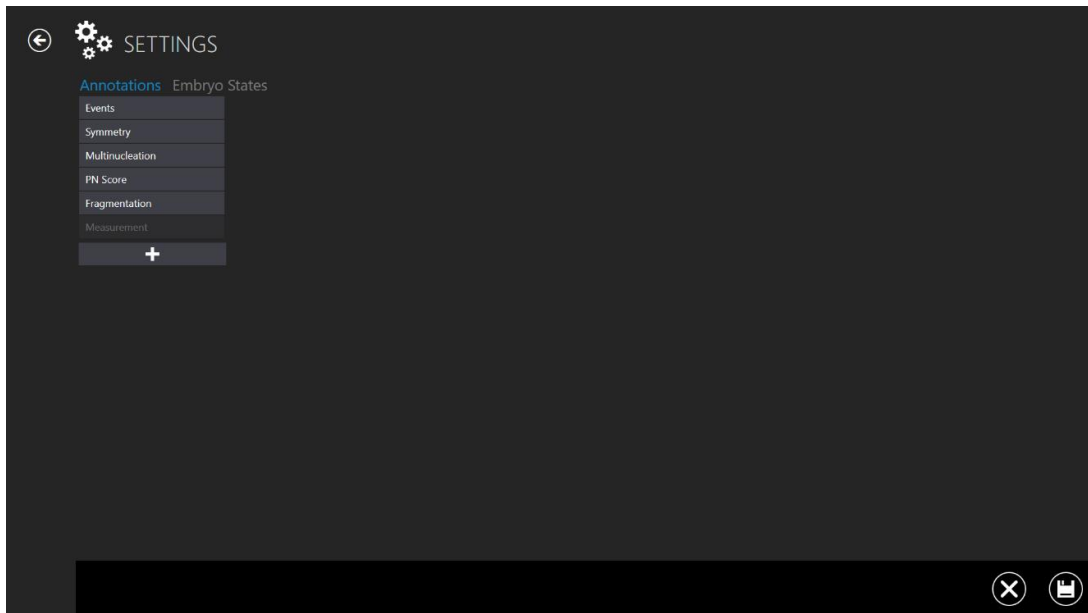 SETTINGS
Annotations Embryo States
Events
Symmetry
Multinucleation
PN Score
Fragmentation
Measurement